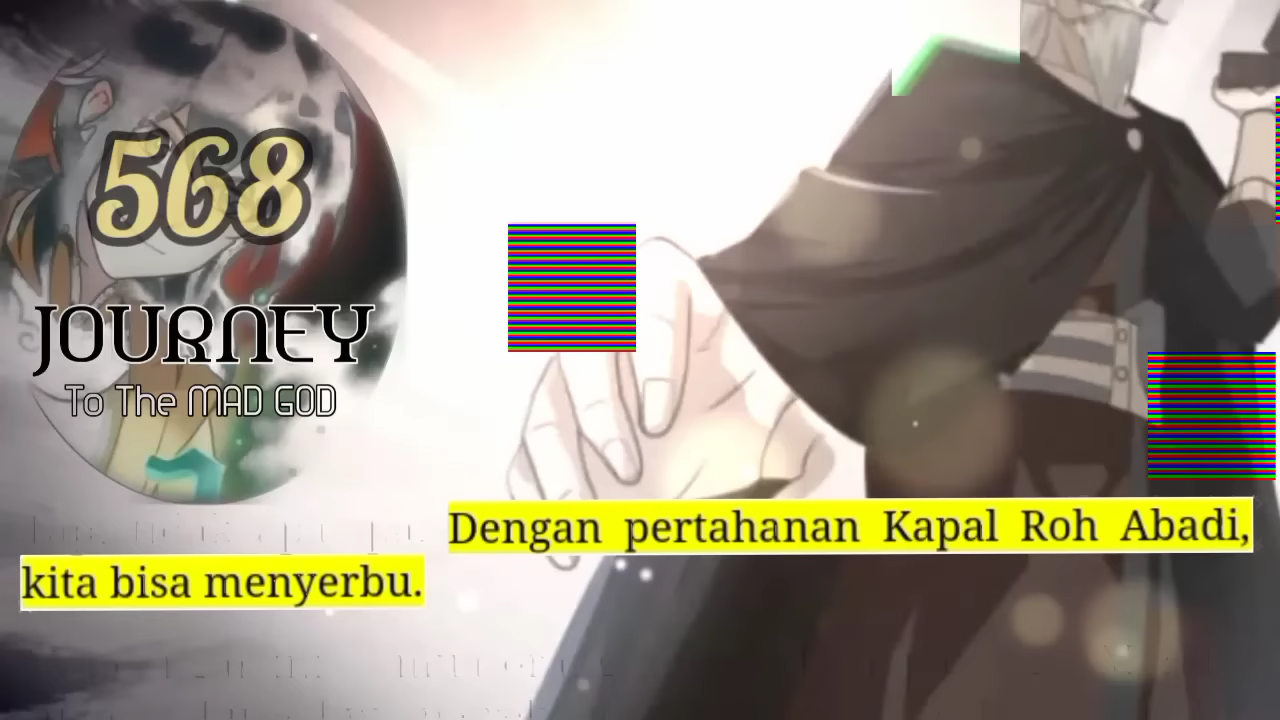 568
JOURNEY
To The MAD GOD
Dengan pertahanan Kapal Roh Abadi,
kita bisa menyerbu.